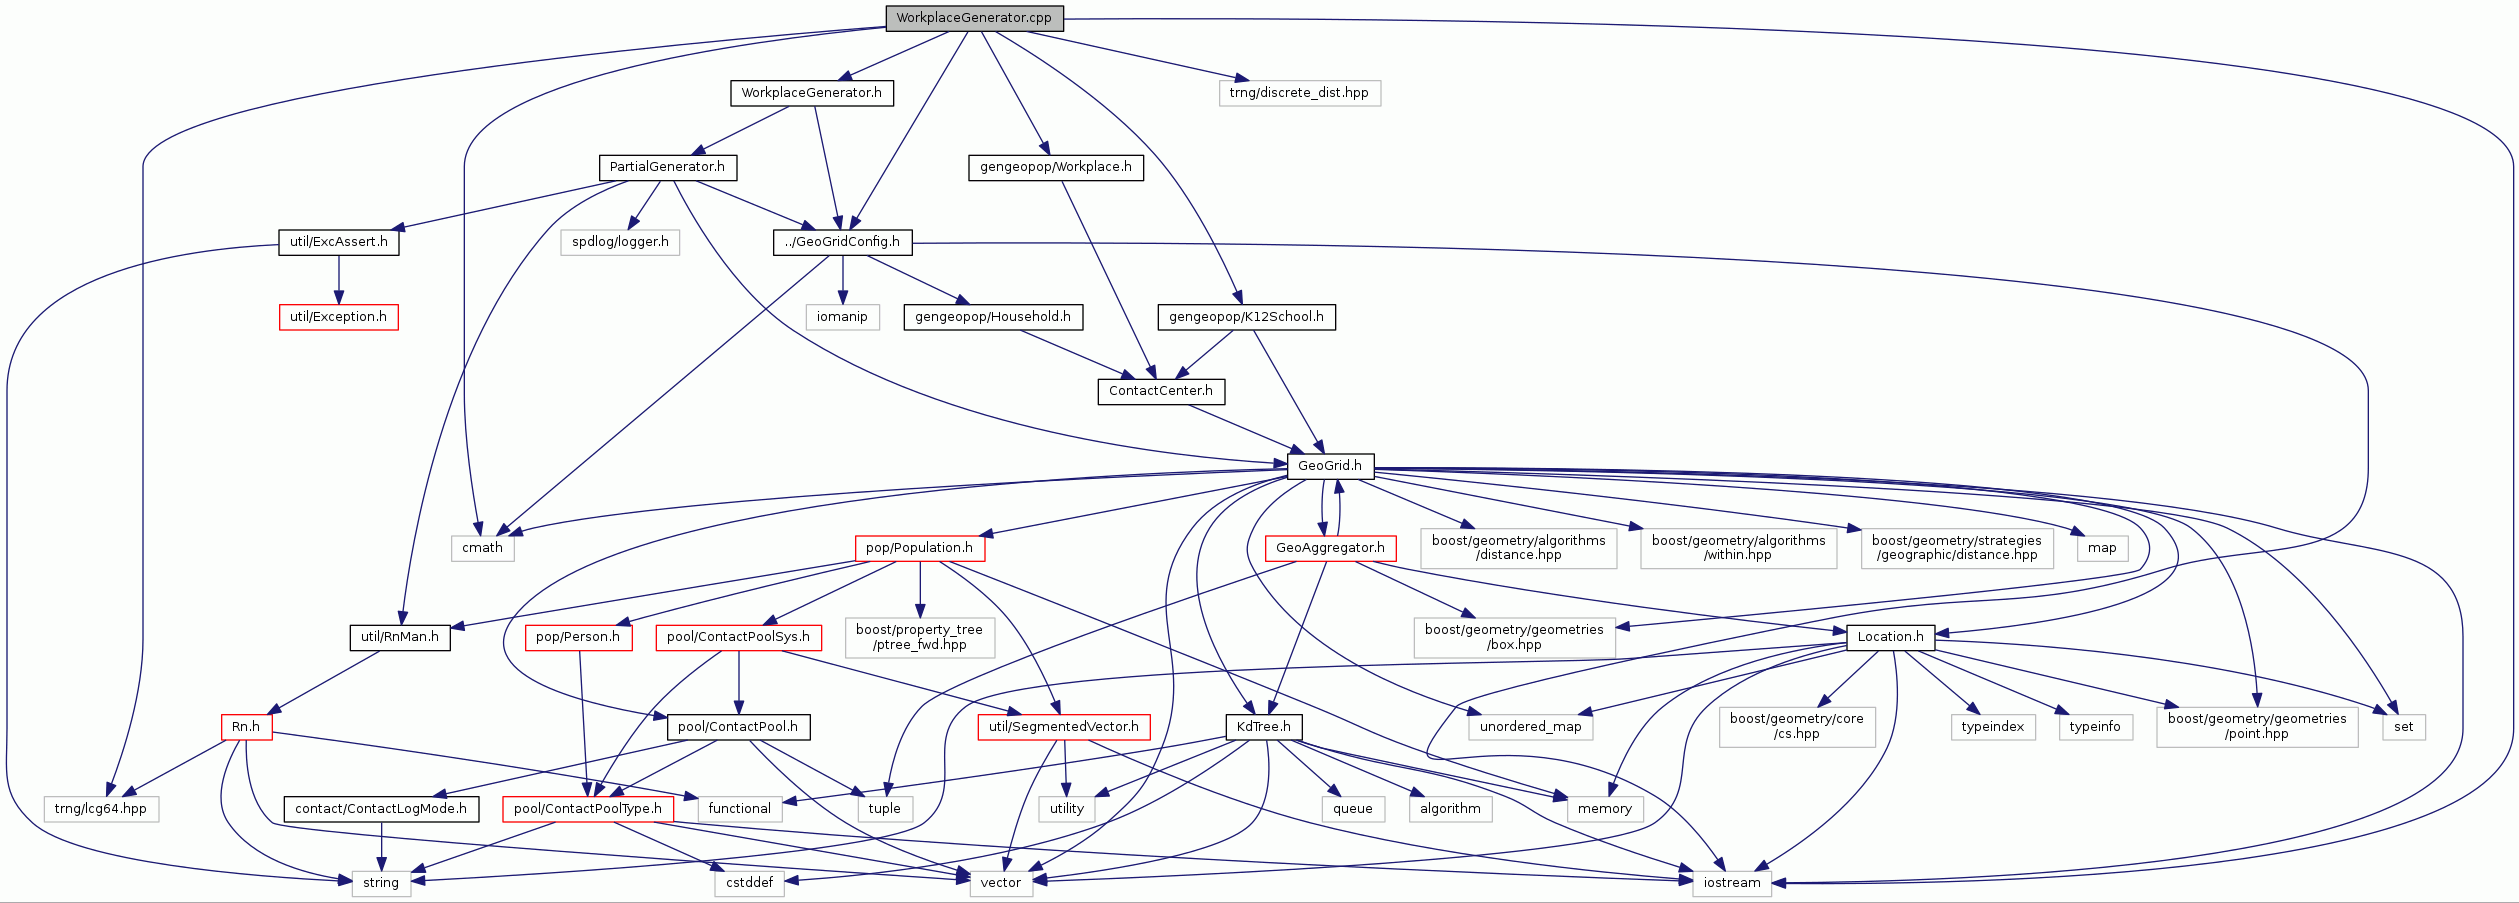 WorkplaceGenerator.cpp
WorkplaceGenerator.h
trng/discrete_dist.hpp
PartialGenerator.h
gengeopop/Workplace.h
util/ExcAssert.h
spdlog/logger.h
../GeoGridConfig.h
util/Exception.h
iomanip
gengeopop/Household.h
gengeopop/K12School.h
ContactCenter.h
GeoGrid.h
cmath
pop/Population.h
GeoAggregator.h
boost/geometry/algorithms
/distance.hpp
boost/geometry/algorithms
/within.hpp
boost/geometry/strategies
/geographic/distance.hpp
map
util/RnMan.h
pop/Person.h
pool/ContactPoolSys.h
boost/property_tree
/ptree_fwd.hpp
boost/geometry/geometries
/box.hpp
Location.h
Rn.h
pool/ContactPool.h
util/SegmentedVector.h
KdTree.h
unordered_map
boost/geometry/core
/cs.hpp
typeindex
typeinfo
boost/geometry/geometries
/point.hpp
set
trng/lcg64.hpp
contact/ContactLogMode.h
pool/ContactPoolType.h
functional
tuple
utility
queue
algorithm
memory
string
cstddef
vector
iostream